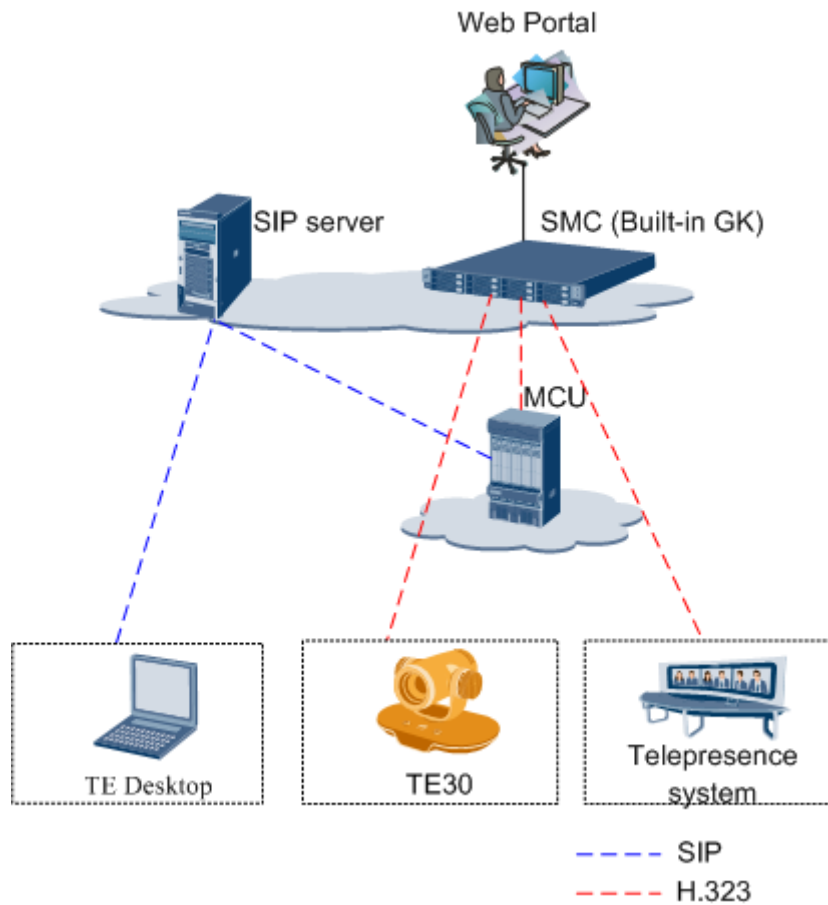 Web Portal
SIP server
SMC (Built-in GK)
MCU
TE Desktop
TE30
Telepresence
system
SIP
H.323